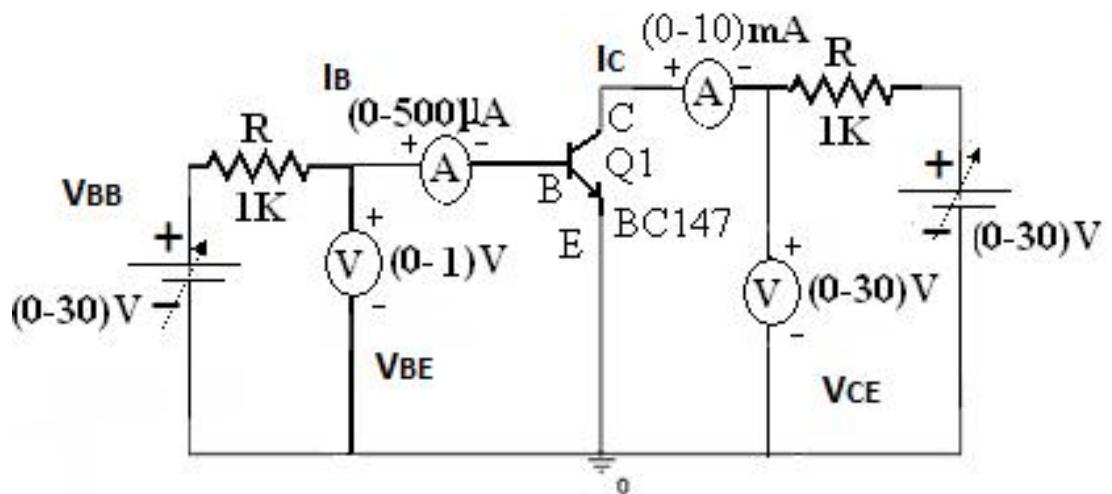 (0-10)mA
IC
R
+
-
A
1K
IB
(0-500)µA
+
-
A
R
1K
VBB
+
-
(0-30)V
+
V
-
(0-1)V
VBE
C
B
Q1
BC147
E
+
V
-
(0-30)V
VCE
+
-
(0-30)V
0